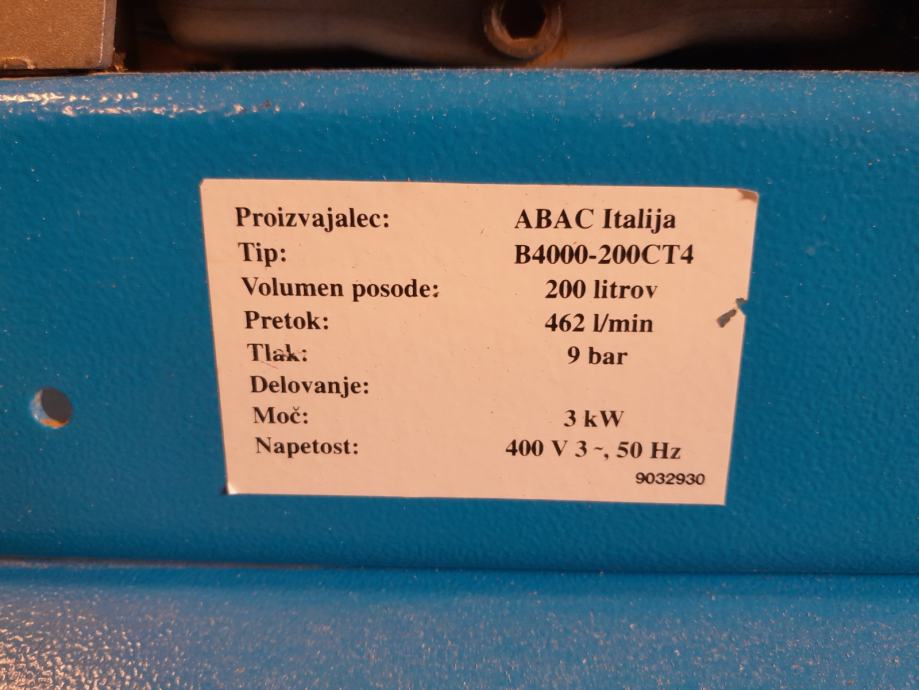 Proizvajalec: ABAC Italija
Tip: B4000-200CT4
Volumen posode: 200 litrov
Pretok: 462 l/min
Tlak: 9 bar
Delovanje:
Moč: 3 kW
Napetost: 400 V 3 ~, 50 Hz
9032930